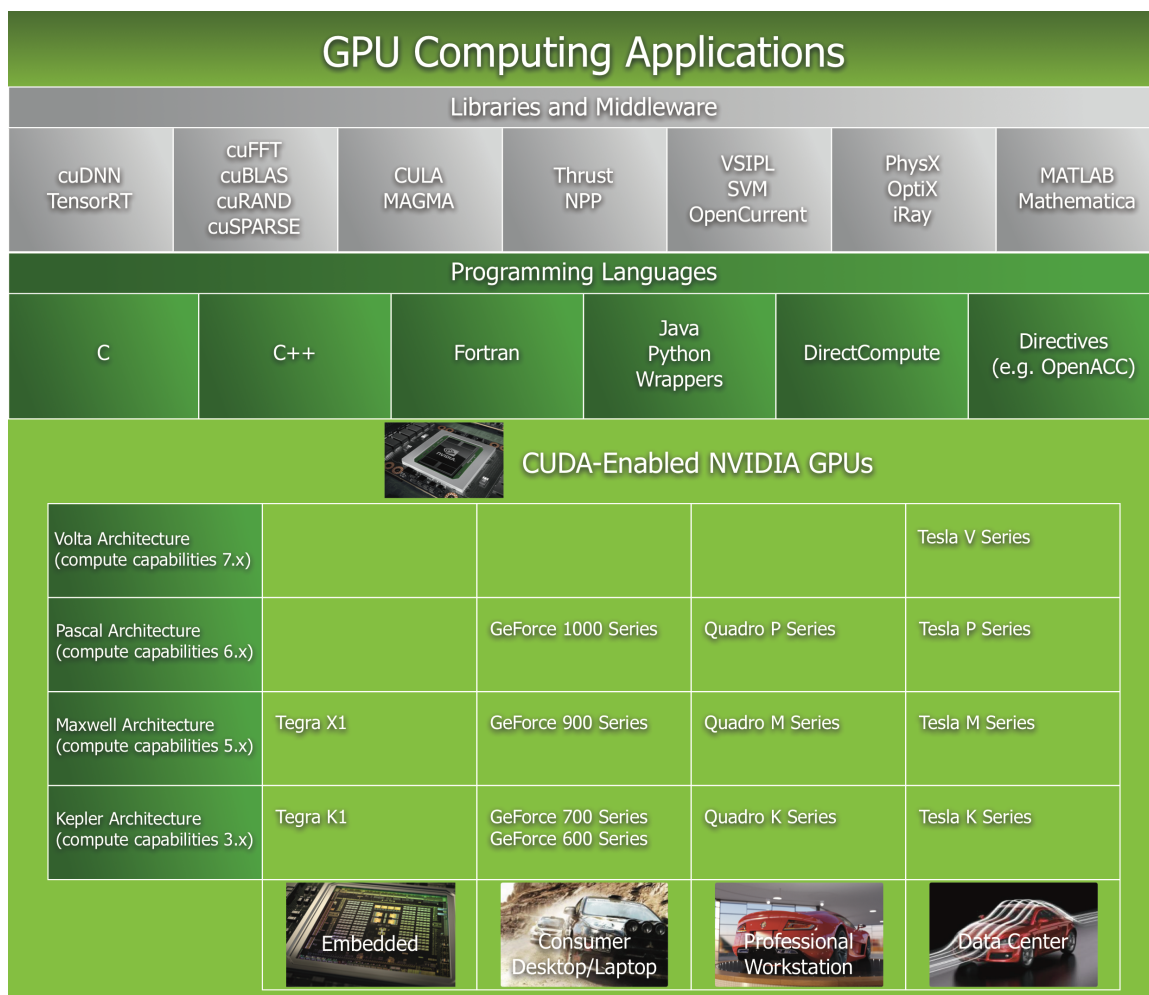 GPU Computing Applications
Libraries and Middleware
cuDNN
TensorRT
cuFFT
cuBLAS
cuRAND
cuSPARSE
CULA
MAGMA
Thrust
NPP
VSIPL
SVM
OpenCurrent
PhysX
OptiX
iRay
MATLAB
Mathematica
Programming Languages
C
C++
Fortran
Java
Python
Wrappers
DirectCompute
Directives
(e.g. OpenACC)
NVIDIA
CUDA-Enabled NVIDIA GPUs
Volta Architecture
(compute capabilities 7.x)
Tesla V Series
Pascal Architecture
(compute capabilities 6.x)
GeForce 1000 Series
Quadro P Series
Tesla P Series
Maxwell Architecture
(compute capabilities 5.x)
Tegra X1
GeForce 900 Series
Quadro M Series
Tesla M Series
Kepler Architecture
(compute capabilities 3.x)
Tegra K1
GeForce 700 Series
GeForce 600 Series
Quadro K Series
Tesla K Series
Embedded
Consumer
Desktop/Laptop
Professional
Workstation
Data Center